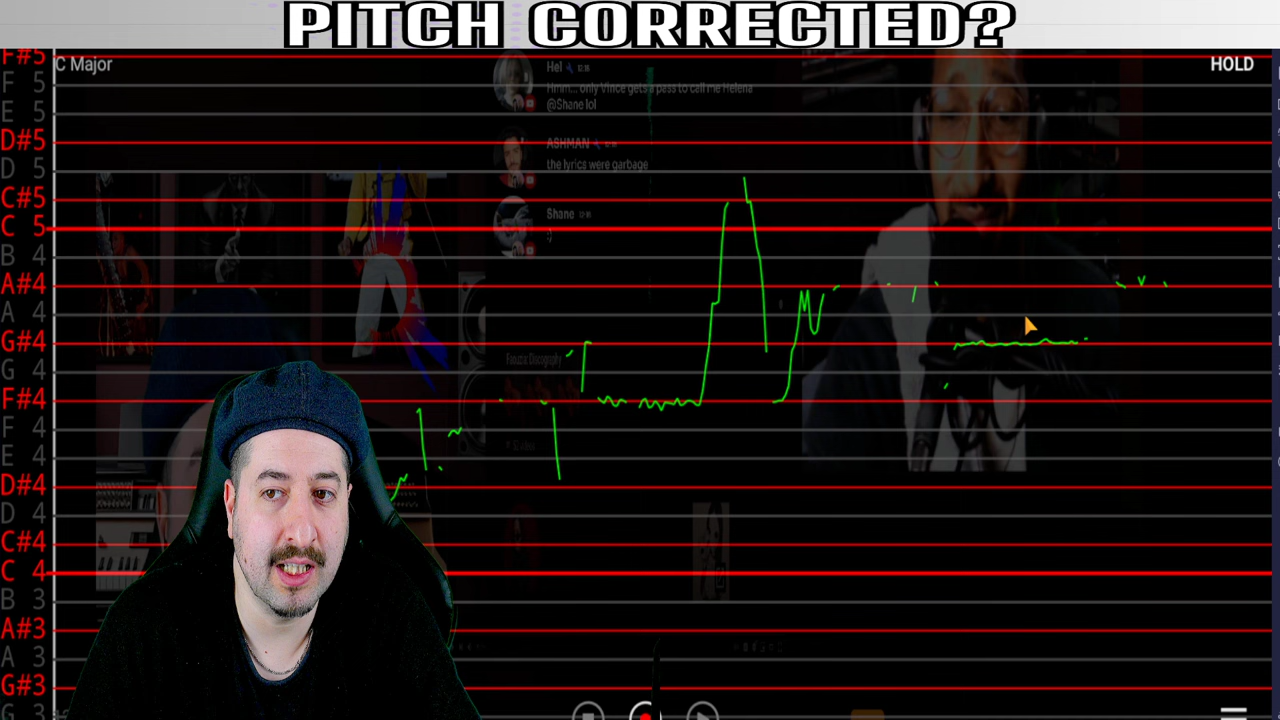 PITCH CORRECTED?
F#5
C Major
HOLD
F 5
E 5
D#5
D 5
C#5
C 5
B 4
A#4
A 4
G#4
G 4
F#4
F 4
E 4
D#4
D 4
C#4
C 4
B 3
A#3
A 3
G#3
G 3
Hel
Hmm... only Vince gets a pass to call me Helena
@Shane lol
ASHMAN
the lyrics were garbage
Shane
Discography